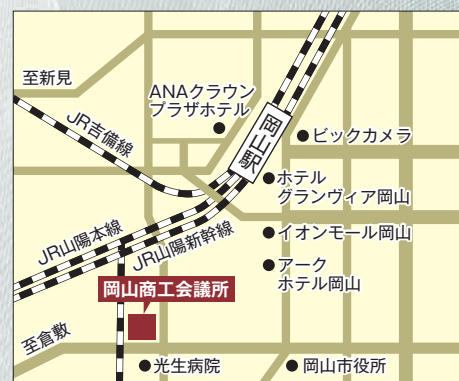 至新見
ANAクラウン
プラザホテル
JR吉備線
岡山駅
ビックカメラ
ホテル
グランヴィア岡山
イオンモール岡山
アーク
ホテル岡山
JR山陽本線
JR山陽新幹線
岡山商工会議所
至倉敷
光生病院
岡山市役所